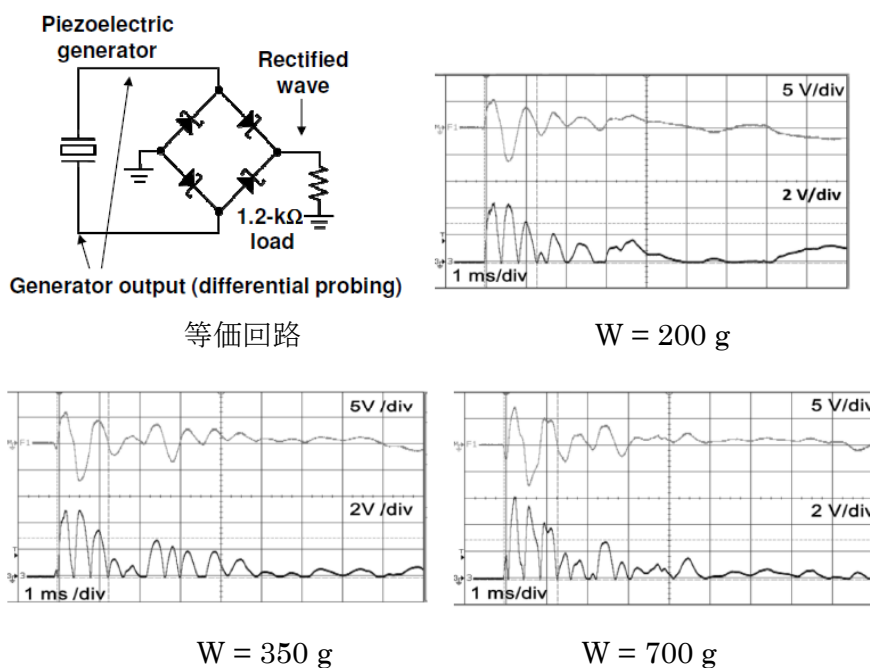 Piezoelectric
generator
Rectified
wave
1.2-kΩ
load
Generator output (differential probing)
等価回路
5 V/div
2 V/div
1 ms/div
W = 200 g
5V /div
2V /div
1 ms /div
W = 350 g
5 V/div
2 V/div
1 ms/div
W = 700 g